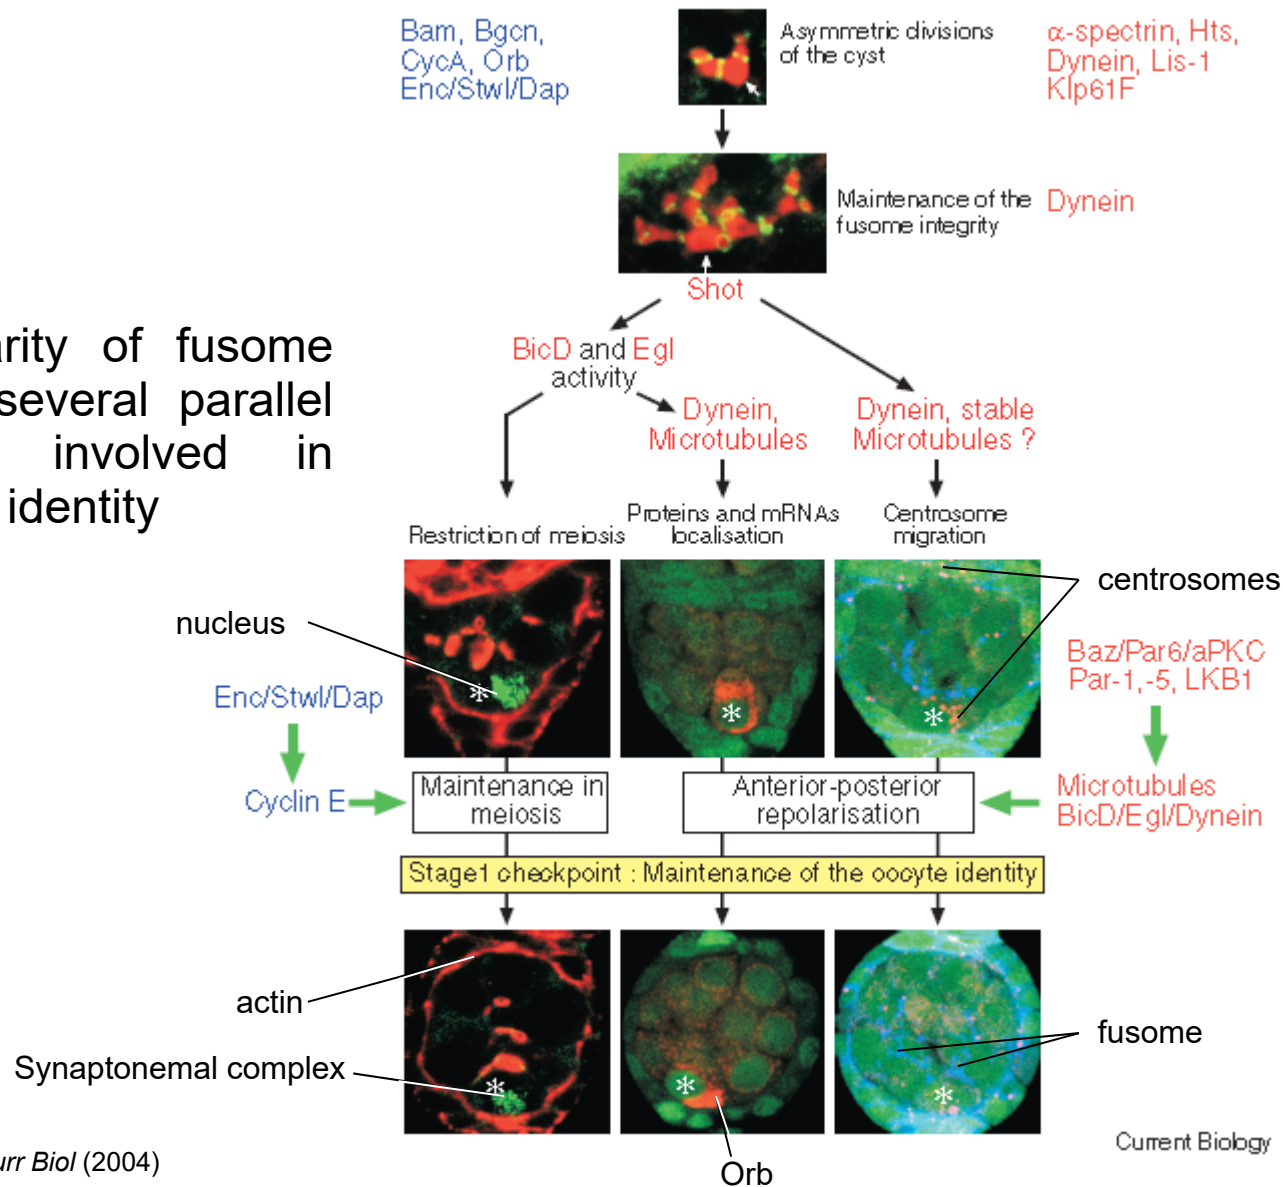 Bam, Bgcn,
CycA, Orb
Enc/Stwl/Dap
Asymmetric divisions
of the cyst
α-spectrin, Hts,
Dynein, Lis-1
Klp61F
Maintenance of the
fusome integrity
Dynein
Shot
arity of fusome
several parallel
involved in
identity
BicD and Egl
activity
Dynein,
Microtubules
Dynein, stable
Microtubules ?
Restriction of meiosis
Proteins and mRNAs
localisation
Centrosome
migration
centrosomes
nucleus
Baz/Par6/aPKC
Par-1,-5, LKB1
Enc/Stwl/Dap
*
*
*
Cyclin E
Maintenance in
meiosis
Anterior-posterior
repolarisation
Microtubules
BicD/Egl/Dynein
Stage1 checkpoint : Maintenance of the oocyte identity
actin
fusome
Synaptonemal complex
*
*
*
Current Biology
urr Biol (2004)
Orb